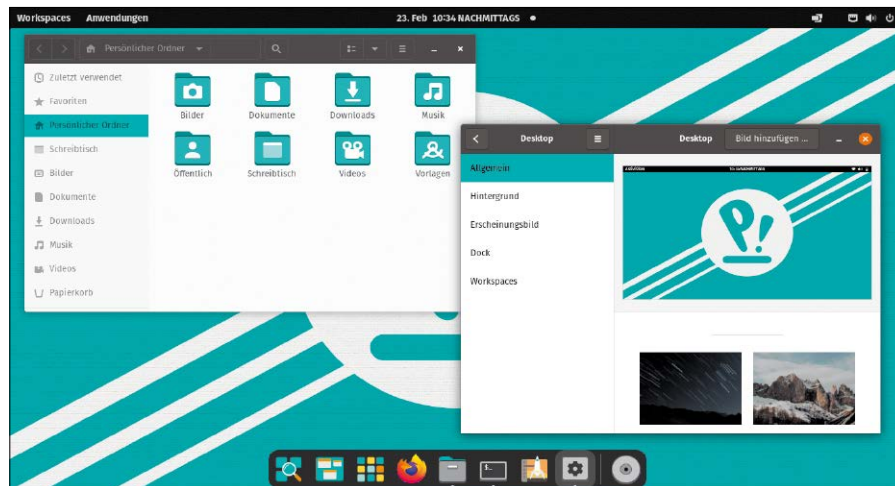 Workspaces Anwendungen 23. Feb 10:34 NACHMITTAGS
Persönlicher Ordner
Zuletzt verwendet
Favoriten
Persönlicher Ordner
Schreibtisch
Bilder
Dokumente
Downloads
Musik
Videos
Papierkorb
Bilder Dokumente Downloads Musik
Öffentlich Schreibtisch Videos Vorlagen
Desktop Desktop Bild hinzufügen ...
Allgemein
Hintergrund
Erscheinungsbild
Dock
Workspaces
P!